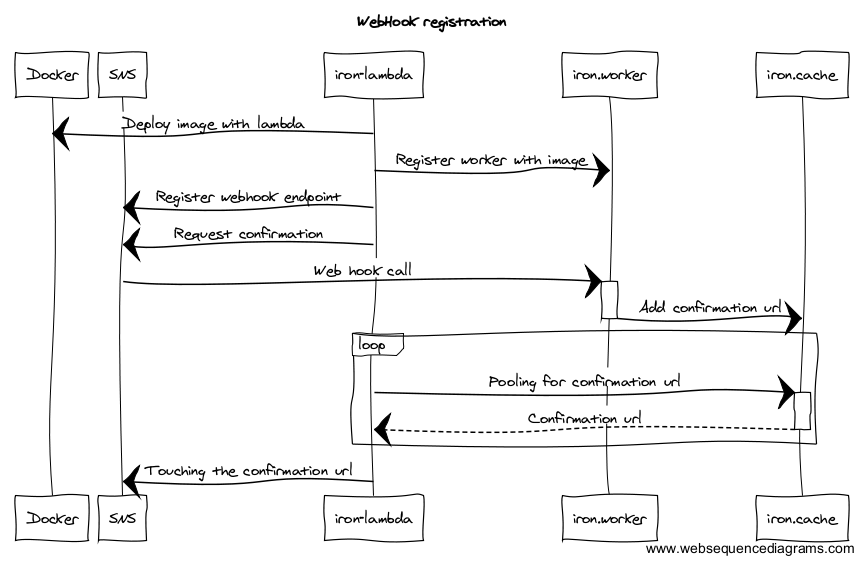 WebHook registration
Docker
SNS
iron-lambda
iron.worker
iron.cache
Deploy image with lambda
Register worker with image
Register webhook endpoint
Request confirmation
Web hook call
Add confirmation url
loop
Pooling for confirmation url
Confirmation url
Touching the confirmation url
Docker
SNS
iron-lambda
iron.worker
iron.cache
www.websequencediagrams.com